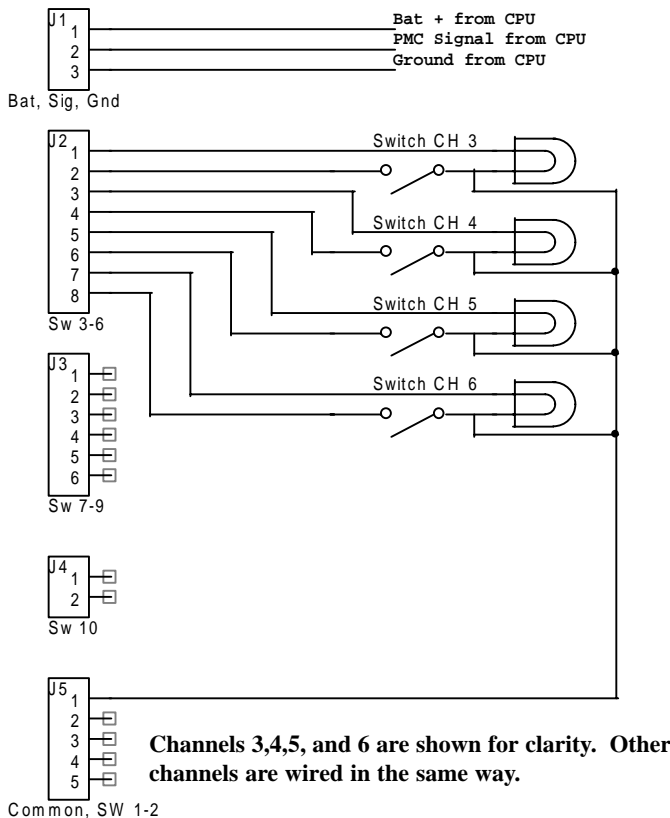 J1
1 Bat + from CPU
2 PMC Signal from CPU
3 Ground from CPU
Bat, Sig, Gnd
J2
1 Switch CH 3
2
3
4 Switch CH 4
5
6
7 Switch CH 5
8
Sw 3-6
J3
1
2 Switch CH 6
3
4
5
6
Sw 7-9
J4
1
2
Sw 10
J5
1
2
3
4
5
Channels 3,4,5, and 6 are shown for clarity. Other
channels are wired in the same way.
Common, SW 1-2